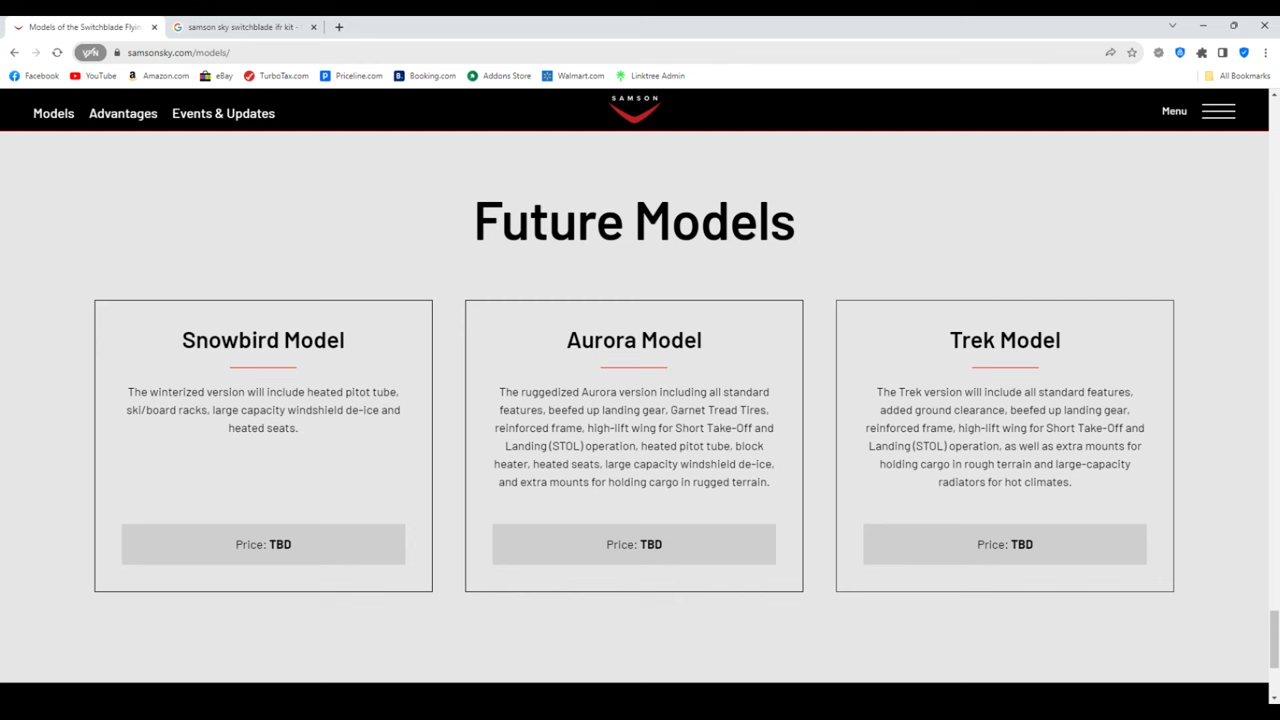 Models of the Switchblade Flyin
samson sky switchblade ifr kit -
VPN
samsonsky.com/models/
Facebook
YouTube
Amazon.com
eBay
TurboTax.com
Priceline.com
Booking.com
Addons Store
Walmart.com
Linktree Admin
All Bookmarks
Models
Advantages
Events & Updates
SAMSON
Menu
Future Models
Snowbird Model
The winterized version will include heated pitot tube,
ski/board racks, large capacity windshield de-ice and
heated seats.
Price: TBD
Aurora Model
The ruggedized Aurora version including all standard
features, beefed up landing gear, Garnet Tread Tires,
reinforced frame, high-lift wing for Short Take-Off and
Landing (STOL) operation, heated pitot tube, block
heater, heated seats, large capacity windshield de-ice,
and extra mounts for holding cargo in rugged terrain.
Price: TBD
Trek Model
The Trek version will include all standard features,
added ground clearance, beefed up landing gear,
reinforced frame, high-lift wing for Short Take-Off and
Landing (STOL) operation, as well as extra mounts for
holding cargo in rough terrain and large-capacity
radiators for hot climates.
Price: TBD